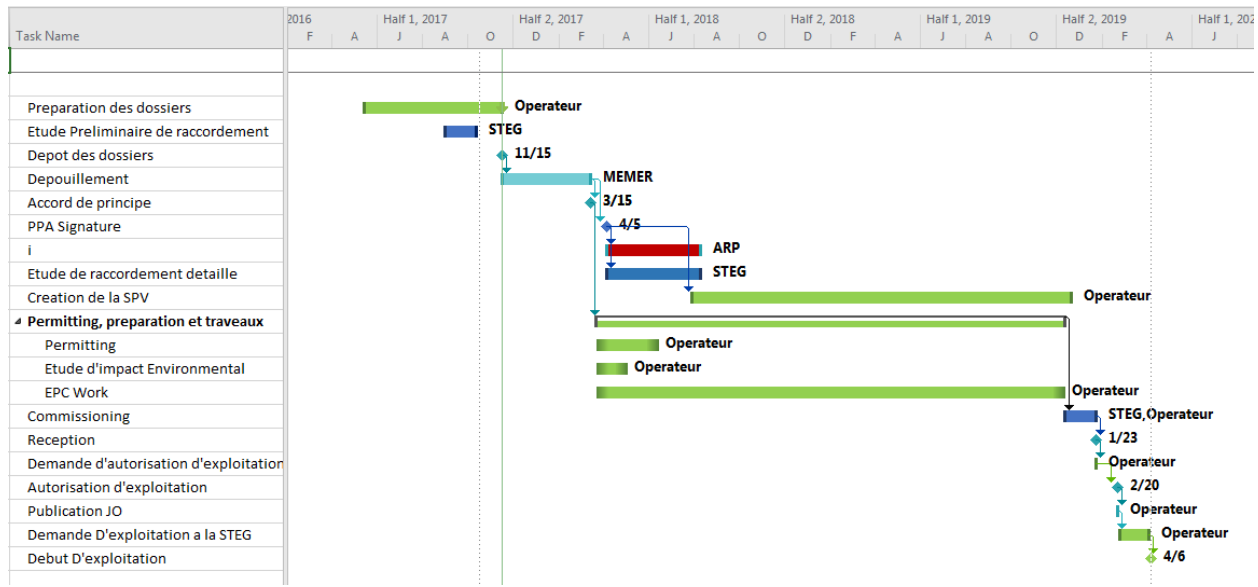 2016 Half 1, 2017 Half 2, 2017 Half 1, 2018 Half 2, 2018 Half 1, 2019 Half 2, 2019 Half 1, 202
Task Name F A J A O D F A J A O D F A J A O D F A J
Preparation des dossiers Operateur
Etude Preliminaire de raccordement STEG
Depot des dossiers 11/15
Depouillement MEMER
Accord de principe 3/15
PPA Signature 4/5
i ARP
Etude de raccordement detaille STEG
Creation de la SPV Operateur
Permitting, preparation et traveaux
Permitting Operateur
Etude d'impact Environmental Operateur
EPC Work Operateur
Commissioning STEG,Operateur
Reception 1/23
Demande d'autorisation d'exploitation Operateur
Autorisation d'exploitation 2/20
Publication JO Operateur
Demande D'exploitation a la STEG Operateur
Debut D'exploitation 4/6